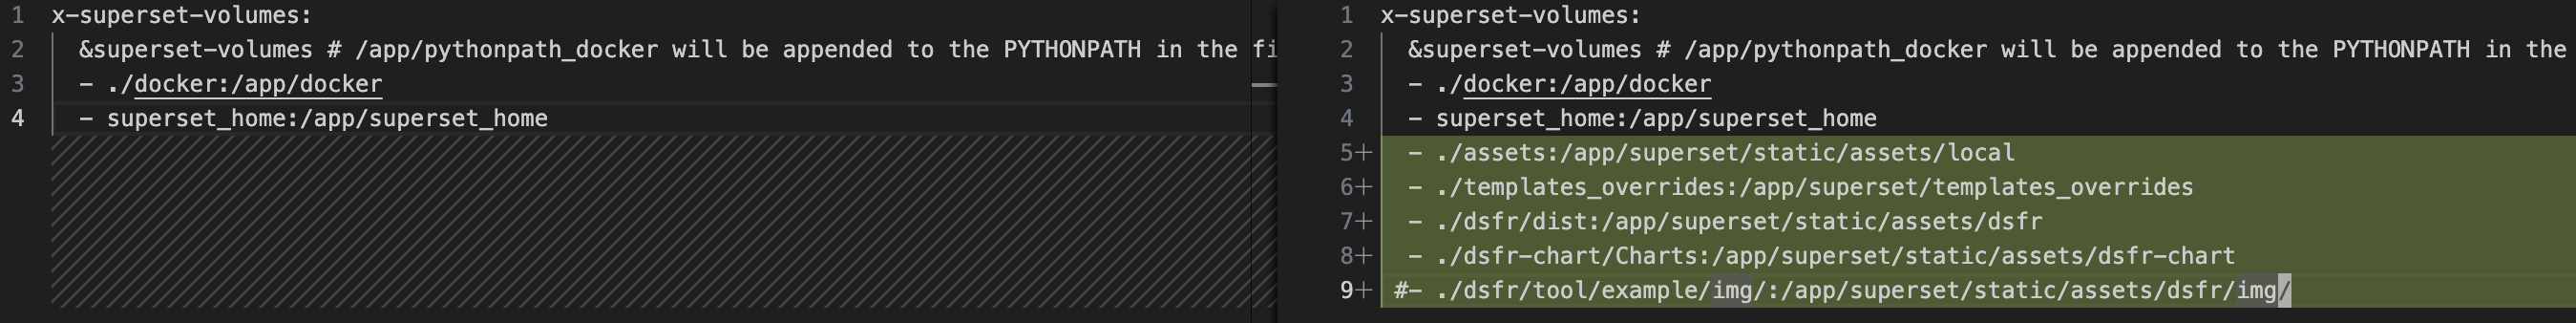 1 x-superset-volumes:
2 &superset-volumes # /app/pythonpath_docker will be appended to the PYTHONPATH in the fi
3 - ./docker:/app/docker
4 - superset_home:/app/superset_home
1 x-superset-volumes:
2 &superset-volumes # /app/pythonpath_docker will be appended to the PYTHONPATH in the
3 - ./docker:/app/docker
4 - superset_home:/app/superset_home
5+ - ./assets:/app/superset/static/assets/local
6+ - ./templates_overrides:/app/superset/templates_overrides
7+ - ./dsfr/dist:/app/superset/static/assets/dsfr
8+ - ./dsfr-chart/Charts:/app/superset/static/assets/dsfr-chart
9+ #- ./dsfr/tool/example/img/:/app/superset/static/assets/dsfr/img/